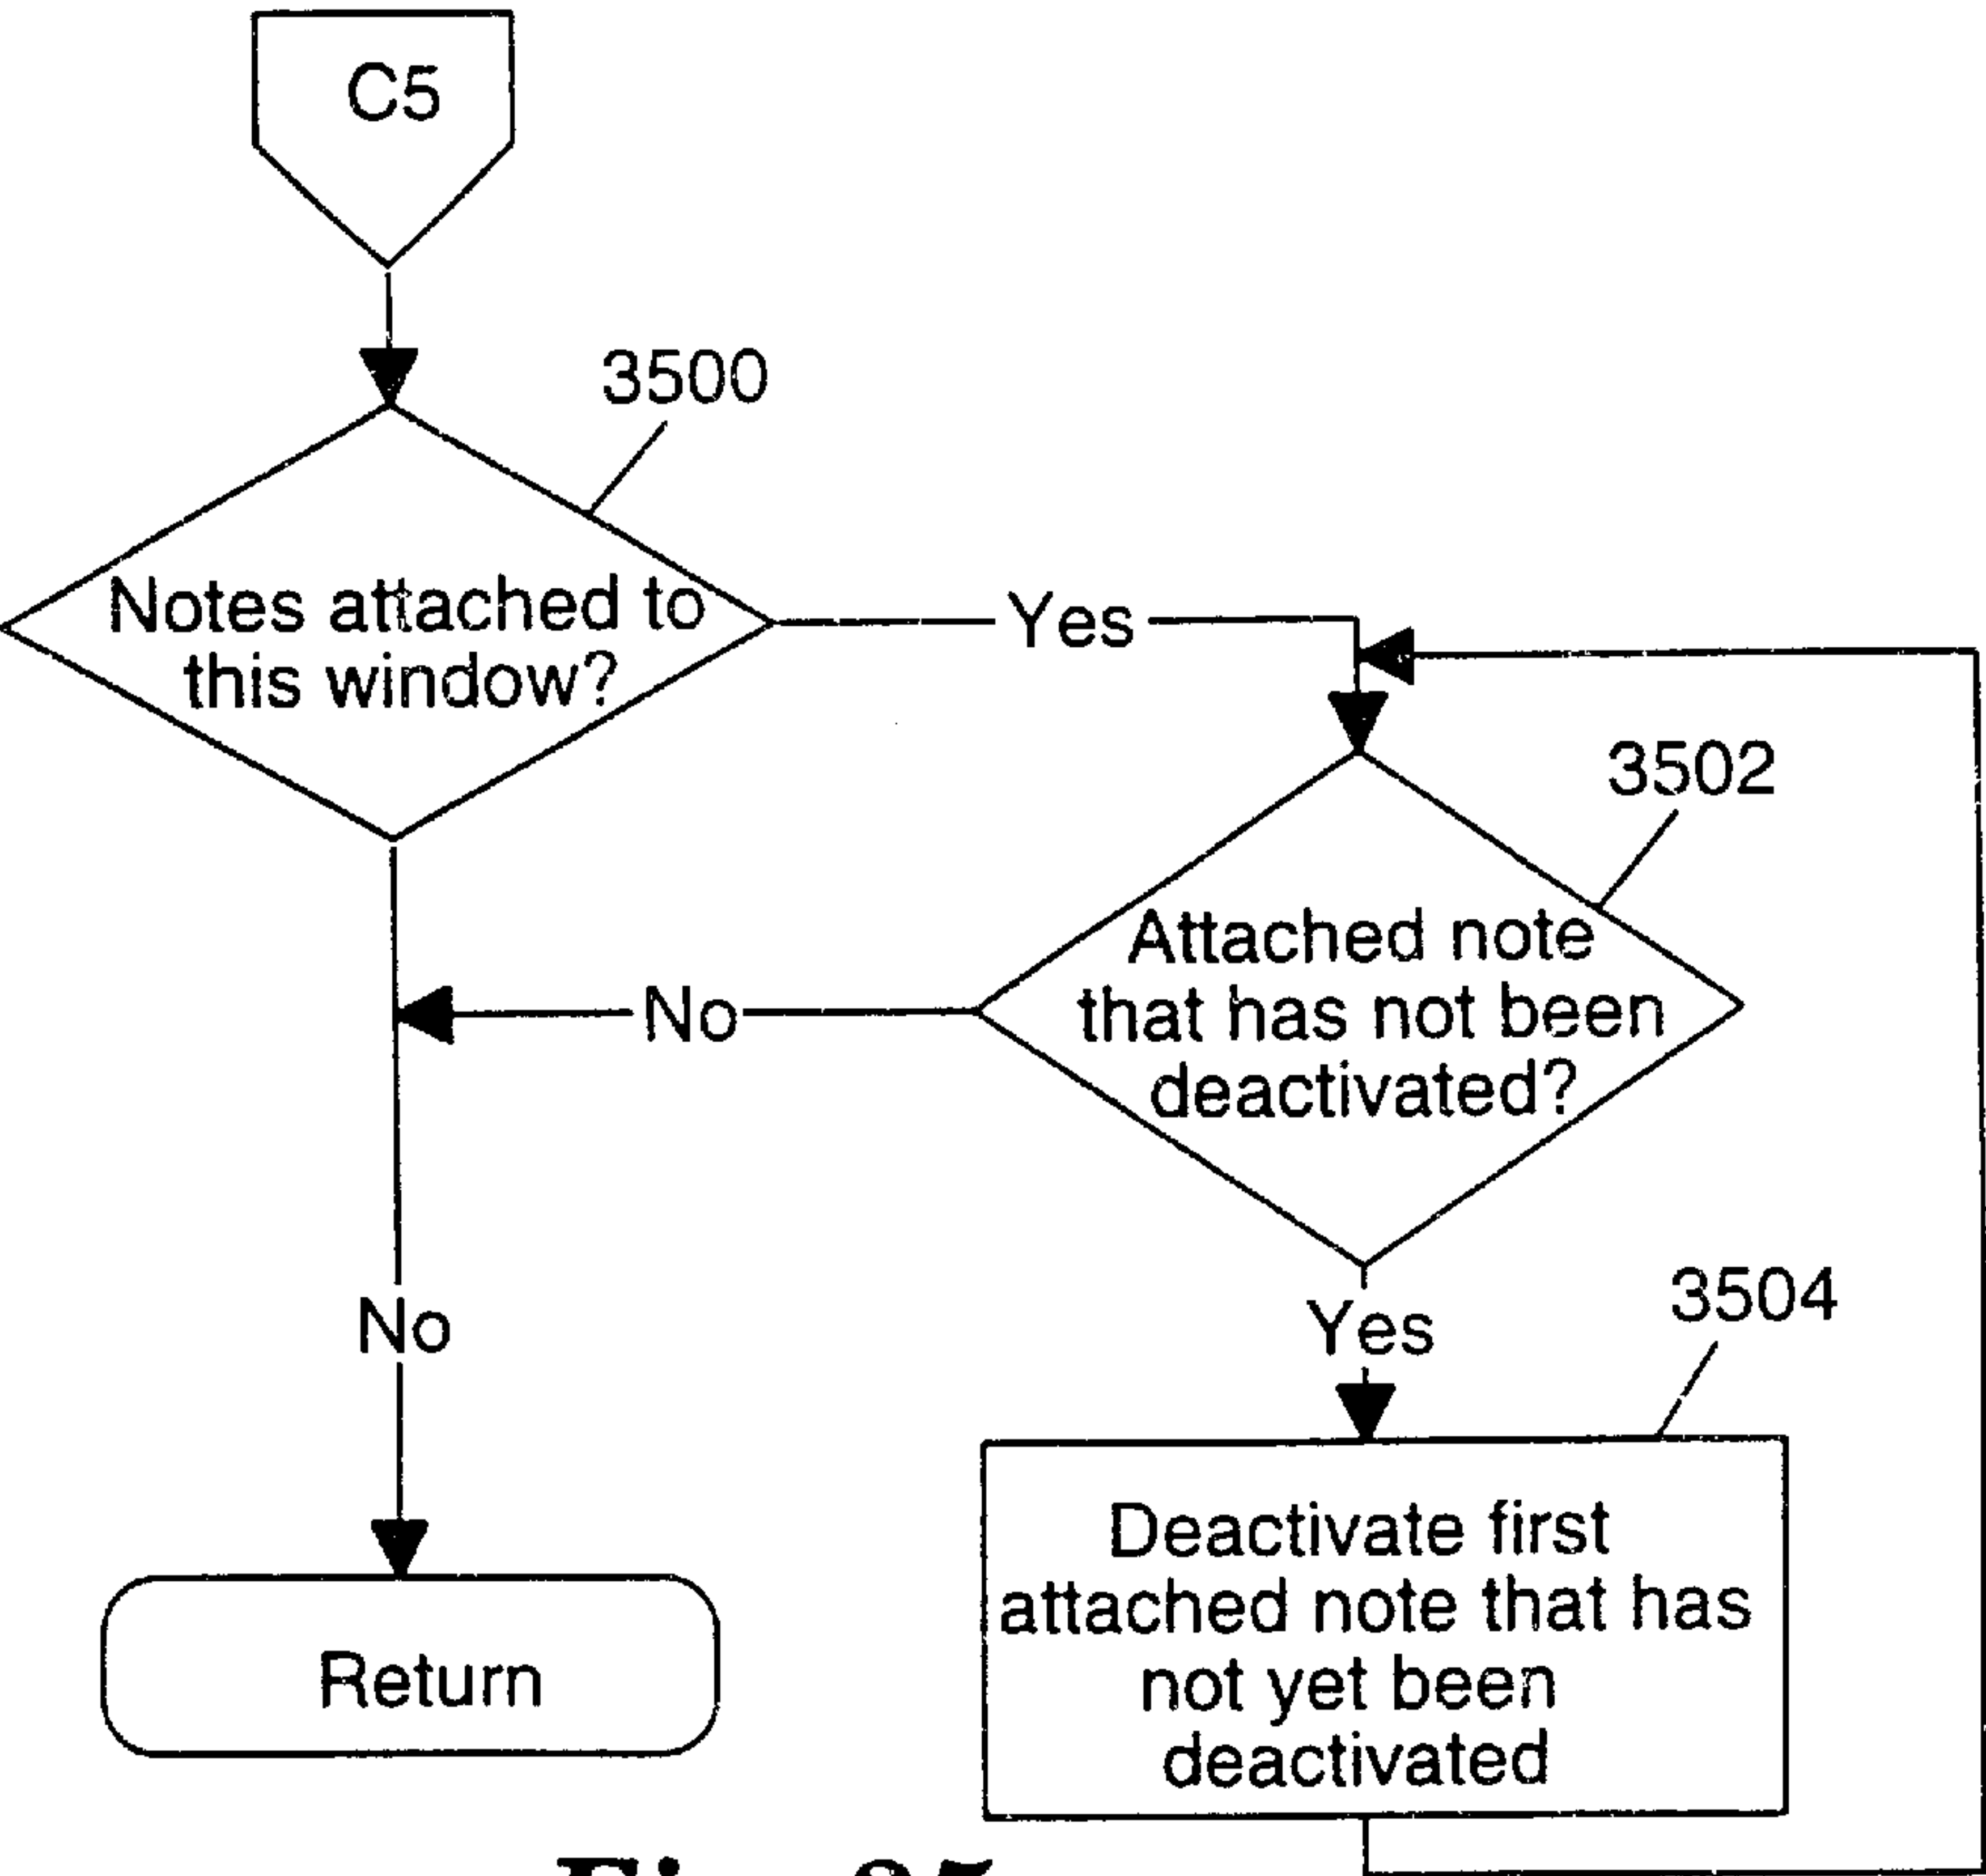 C5
3500
Notes attached to
this window?
Yes
3502
Attached note
that has not been
deactivated?
No
Yes
3504
No
Deactivate first
attached note that has
not yet been
deactivated
Return